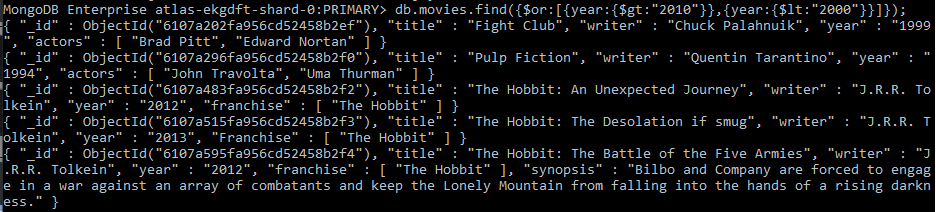 MongoDB Enterprise atlas-ekgdft-shard-0:PRIMARY> db.movies.find({$or:[{year:{$gt:"2010"}},{year:{$lt:"2000"}}]});
{ "_id" : ObjectId("6107a202fa956cd52458b2ef"), "title" : "Fight Club", "writer" : "Chuck Palahnuik", "year" : "1999
", "actors" : [ "Brad Pitt", "Edward Nortan" ] }
{ "_id" : ObjectId("6107a296fa956cd52458b2f0"), "title" : "Pulp Fiction", "writer" : "Quentin Tarantino", "year" : "
1994", "actors" : [ "John Travolta", "Uma Thurman" ] }
{ "_id" : ObjectId("6107a483fa956cd52458b2f2"), "title" : "The Hobbit: An Unexpected Journey", "writer" : "J.R.R. To
lkein", "year" : "2012", "franchise" : [ "The Hobbit" ] }
{ "_id" : ObjectId("6107a515fa956cd52458b2f3"), "title" : "The Hobbit: The Desolation if smug", "writer" : "J.R.R. T
olkein", "year" : "2013", "Franchise" : [ "The Hobbit" ] }
{ "_id" : ObjectId("6107a595fa956cd52458b2f4"), "title" : "The Hobbit: The Battle of the Five Armies", "writer" : "J
.R.R. Tolkein", "year" : "2012", "franchise" : [ "The Hobbit" ], "synopsis" : "Bilbo and Company are forced to engag
e in a war against an array of combatants and keep the Lonely Mountain from falling into the hands of a rising darkn
ess." }